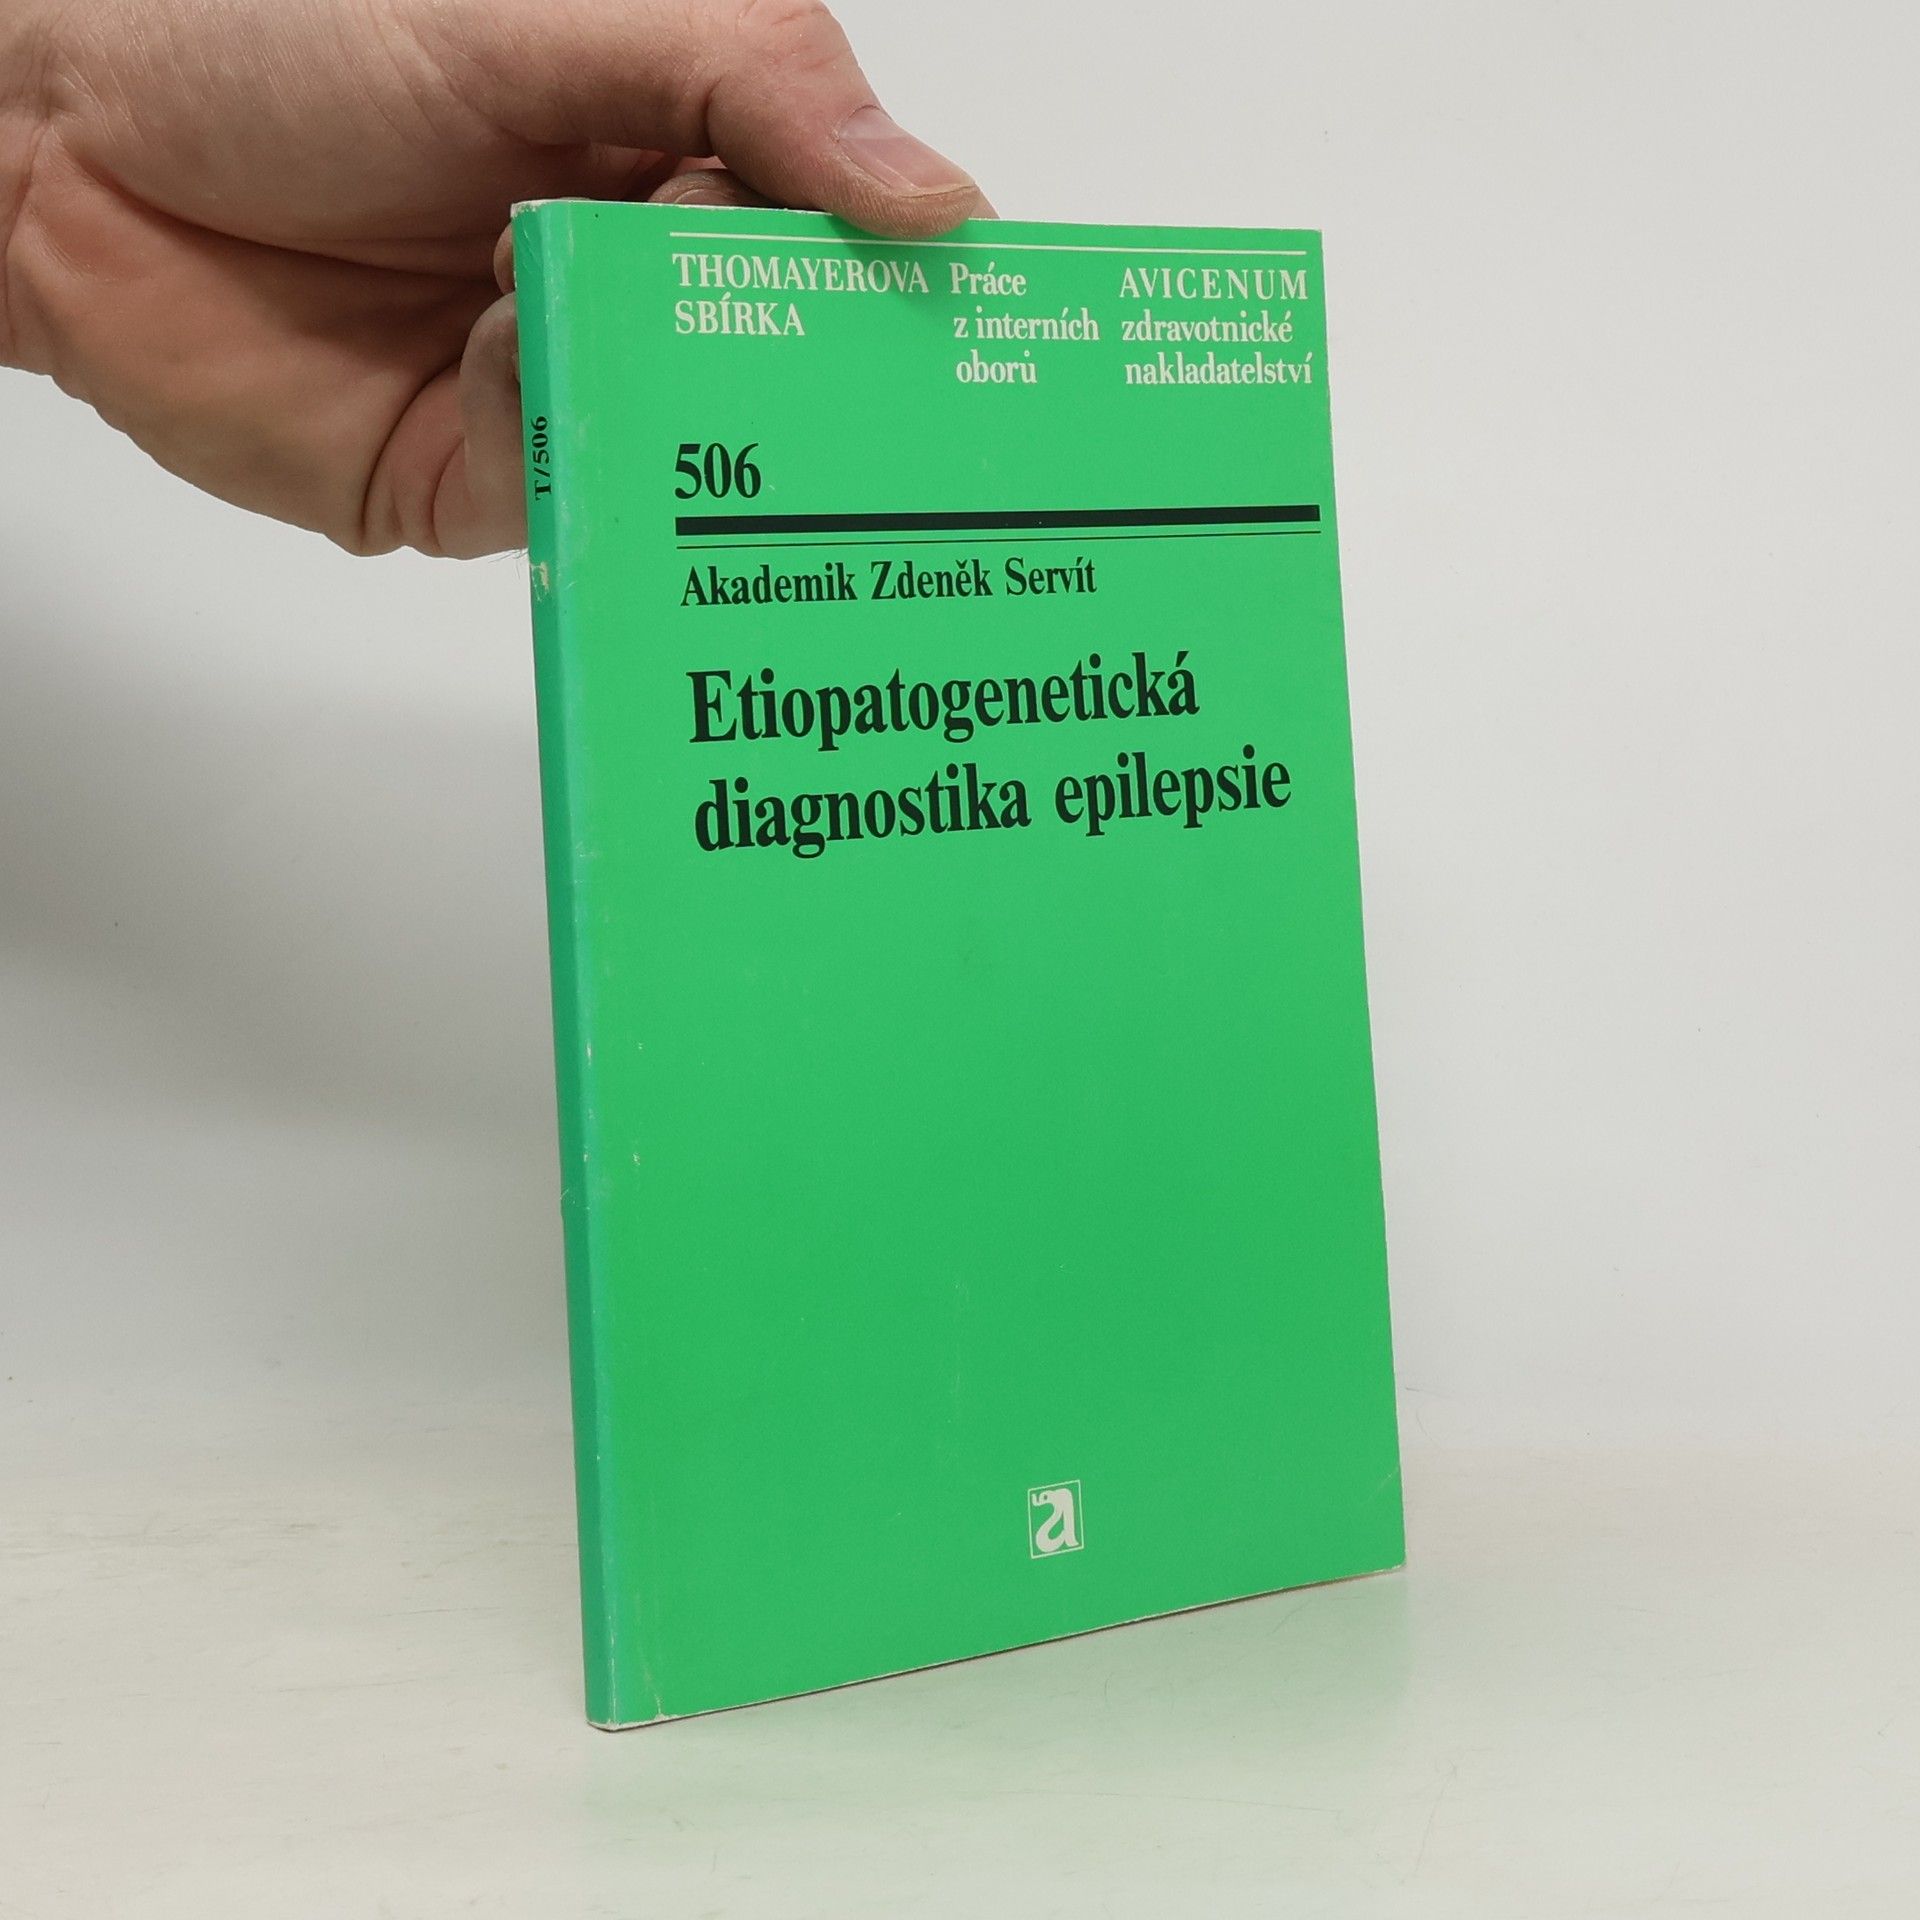 THOMAYEROVA
SBÍRKA
Práce
z interních
oborů
AVICENUM
zdravotnické
nakladatelství
506
Akademik Zdeněk Servít
Etiopatogenetická
diagnostika epilepsie
T/506
a